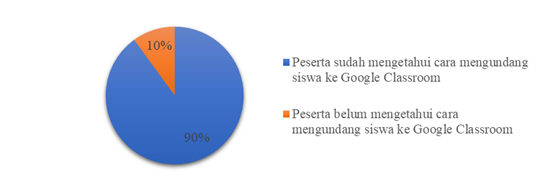 10%
90%
Peserta sudah mengetahui cara mengundang
siswa ke Google Classroom
Peserta belum mengetahui cara
mengundang siswa ke Google Classroom